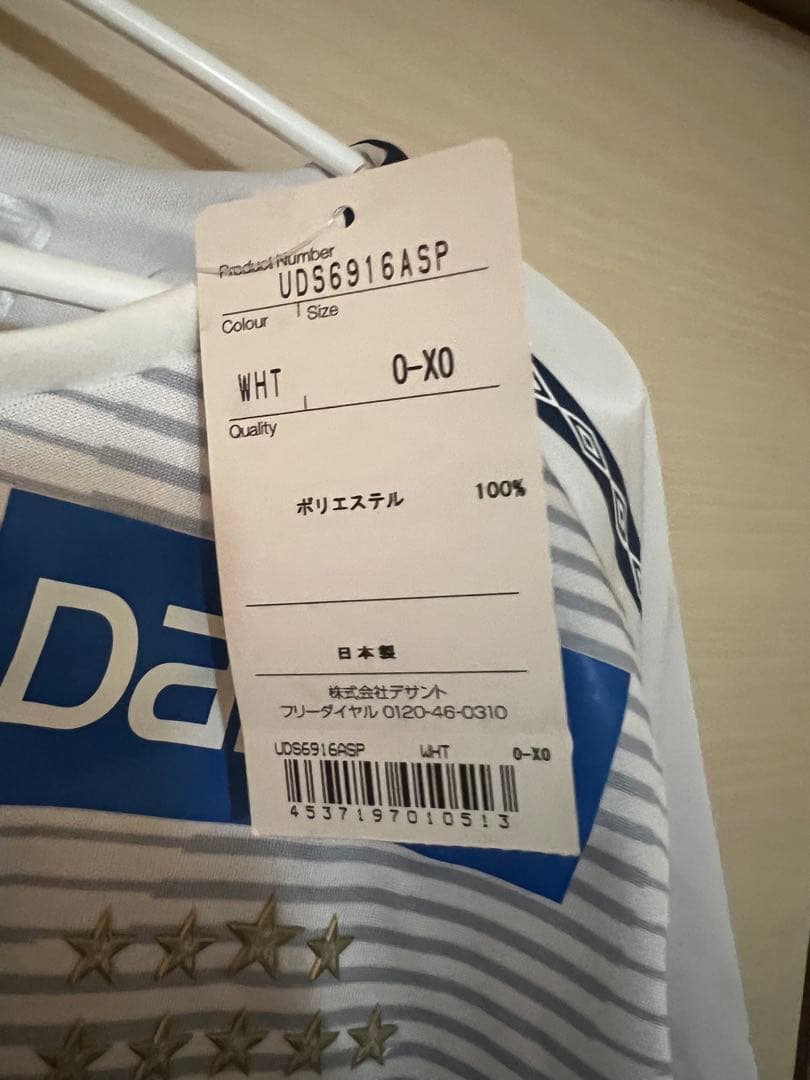 Product Number
UDS6916ASP
Colour
Size
WHT
O-XO
Quality
ポリエステル 100%
日本製
株式会社デサント
フリーダイヤル 0120-46-0310
UDS6916ASP WHT O-XO
4537197010513
Da